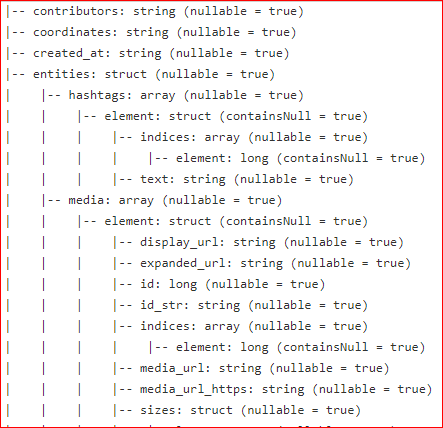 |-- contributors: string (nullable = true)
|-- coordinates: string (nullable = true)
|-- created_at: string (nullable = true)
|-- entities: struct (nullable = true)
|    |-- hashtags: array (nullable = true)
|    |    |-- element: struct (containsNull = true)
|    |    |    |-- indices: array (nullable = true)
|    |    |    |    |-- element: long (containsNull = true)
|    |    |    |-- text: string (nullable = true)
|    |-- media: array (nullable = true)
|    |    |-- element: struct (containsNull = true)
|    |    |    |-- display_url: string (nullable = true)
|    |    |    |-- expanded_url: string (nullable = true)
|    |    |    |-- id: long (nullable = true)
|    |    |    |-- id_str: string (nullable = true)
|    |    |    |-- indices: array (nullable = true)
|    |    |    |    |-- element: long (containsNull = true)
|    |    |    |-- media_url: string (nullable = true)
|    |    |    |-- media_url_https: string (nullable = true)
|    |    |    |-- sizes: struct (nullable = true)